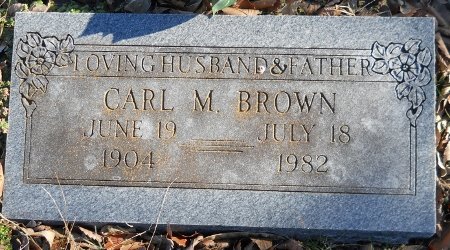 LOVING HUSBAND & FATHER
CARL M. BROWN
JUNE 19 — JULY 18
1904 1982